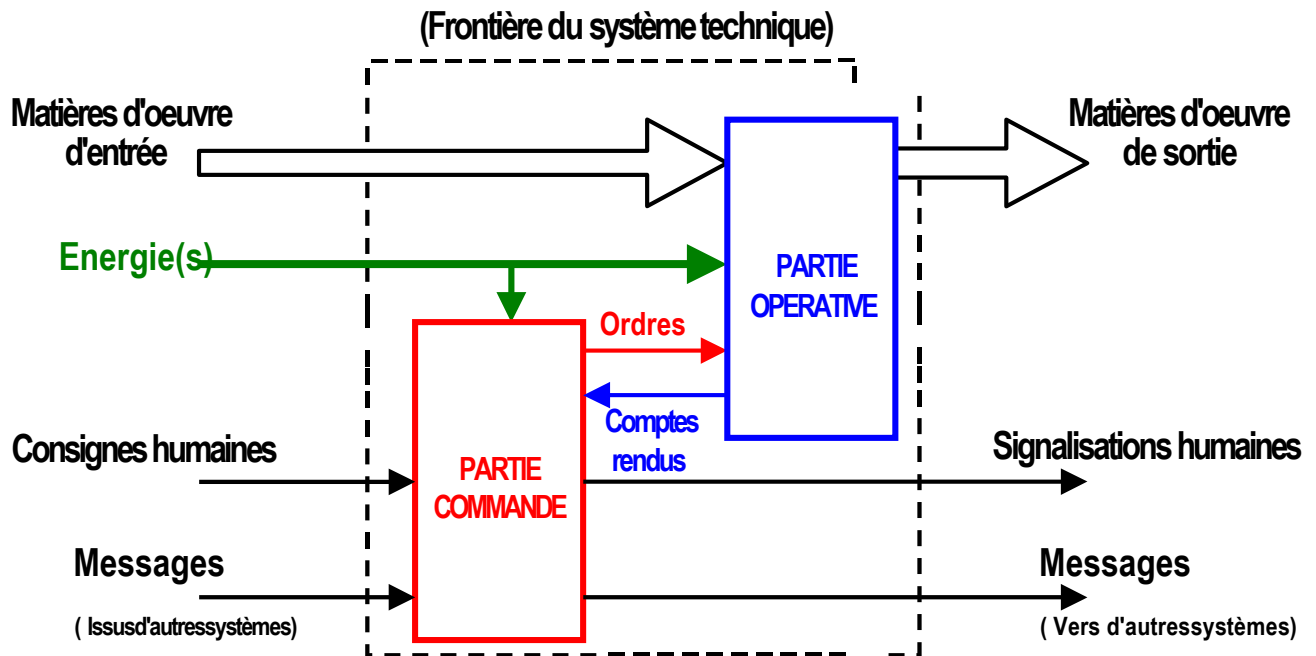 (Frontière du système technique)
Matières d'oeuvre
d'entrée
Matières d'oeuvre
de sortie
Energie(s)
PARTIE
OPERATIVE
Ordres
Comptes
rendus
Consignes humaines
PARTIE
COMMANDE
Signalisations humaines
Messages
( Issusd'autressystèmes)
Messages
( Vers d'autressystèmes)